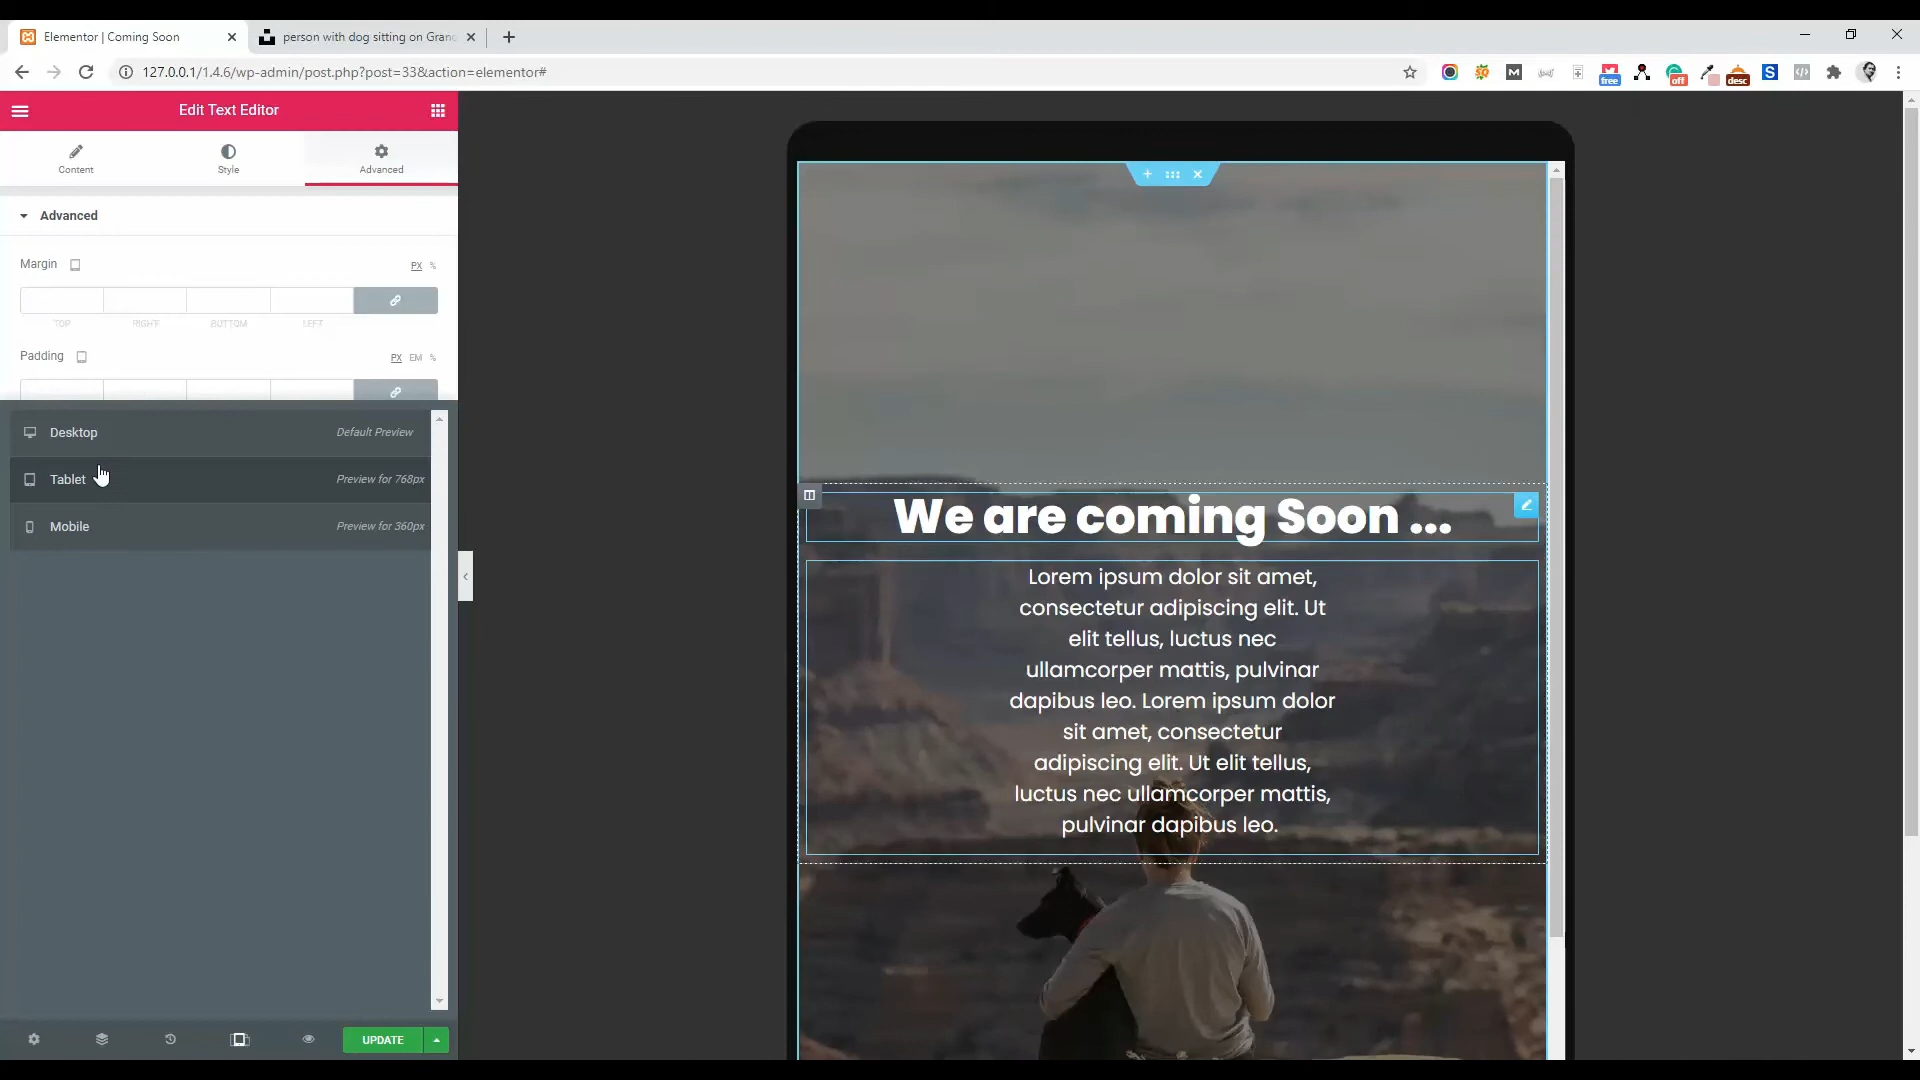 Elementor | Coming Soon
person with dog sitting on Gran
127.0.0.1/1.4.6/wp-admin/post.php?post=33&action=elementor#
free
off
desc
Edit Text Editor
Content
Style
Advanced
Advanced
Margin
PX %
TOP RIGHT BOTTOM LEFT
Padding
PX EM %
Desktop Default Preview
Tablet Preview for 768px
Mobile Preview for 360px
UPDATE
We are coming Soon ...
Lorem ipsum dolor sit amet,
consectetur adipiscing elit. Ut
elit tellus, luctus nec
ullamcorper mattis, pulvinar
dapibus leo. Lorem ipsum dolor
sit amet, consectetur
adipiscing elit. Ut elit tellus,
luctus nec ullamcorper mattis,
pulvinar dapibus leo.